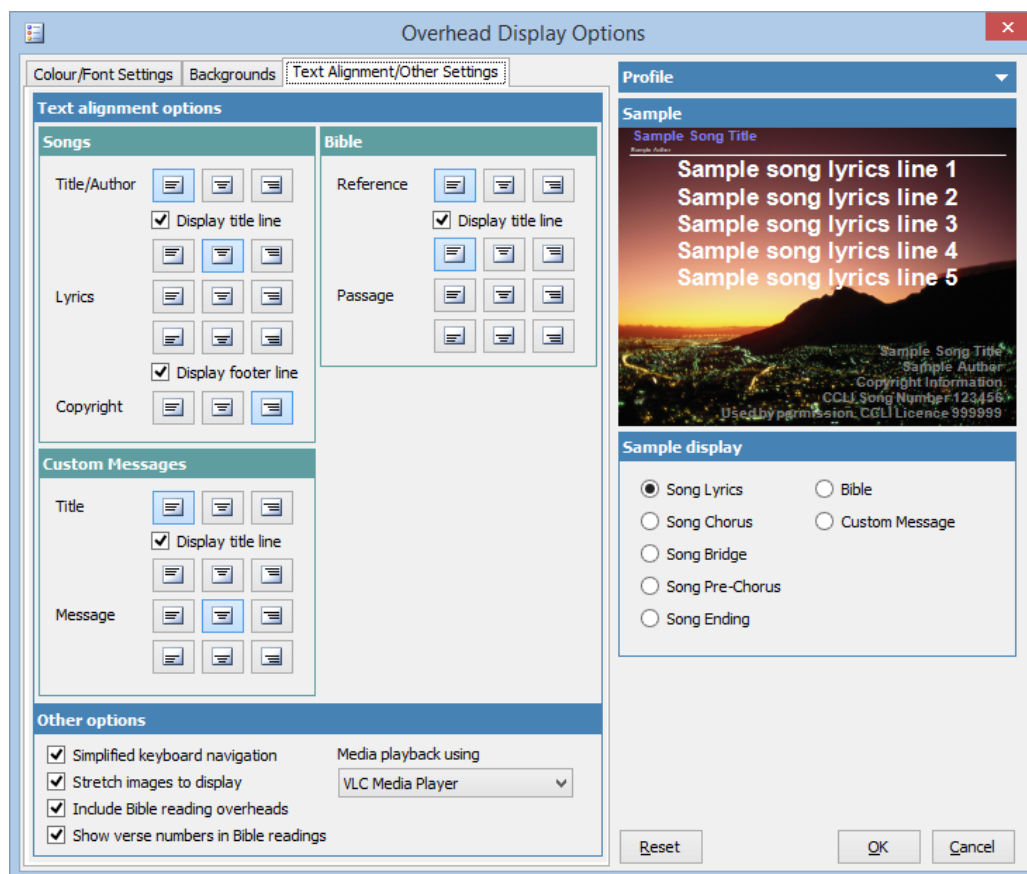 Overhead Display Options
Colour/Font Settings
Backgrounds
Text Alignment/Other Settings
Text alignment options
Songs
Title/Author
Display title line
Lyrics
Display footer line
Copyright
Bible
Reference
Display title line
Passage
Custom Messages
Title
Display title line
Message
Other options
Simplified keyboard navigation
Stretch images to display
Include Bible reading overheads
Show verse numbers in Bible readings
Media playback using
VLC Media Player
Profile
Sample
Sample Song Title
Sample Author
Sample song lyrics line 1
Sample song lyrics line 2
Sample song lyrics line 3
Sample song lyrics line 4
Sample song lyrics line 5
Sample Song Title
Sample Author
Copyright Information
CCLI Song Number 123456
Used by permission. CCLI Licence 999999
Sample display
Song Lyrics
Song Chorus
Song Bridge
Song Pre-Chorus
Song Ending
Bible
Custom Message
Reset
OK
Cancel